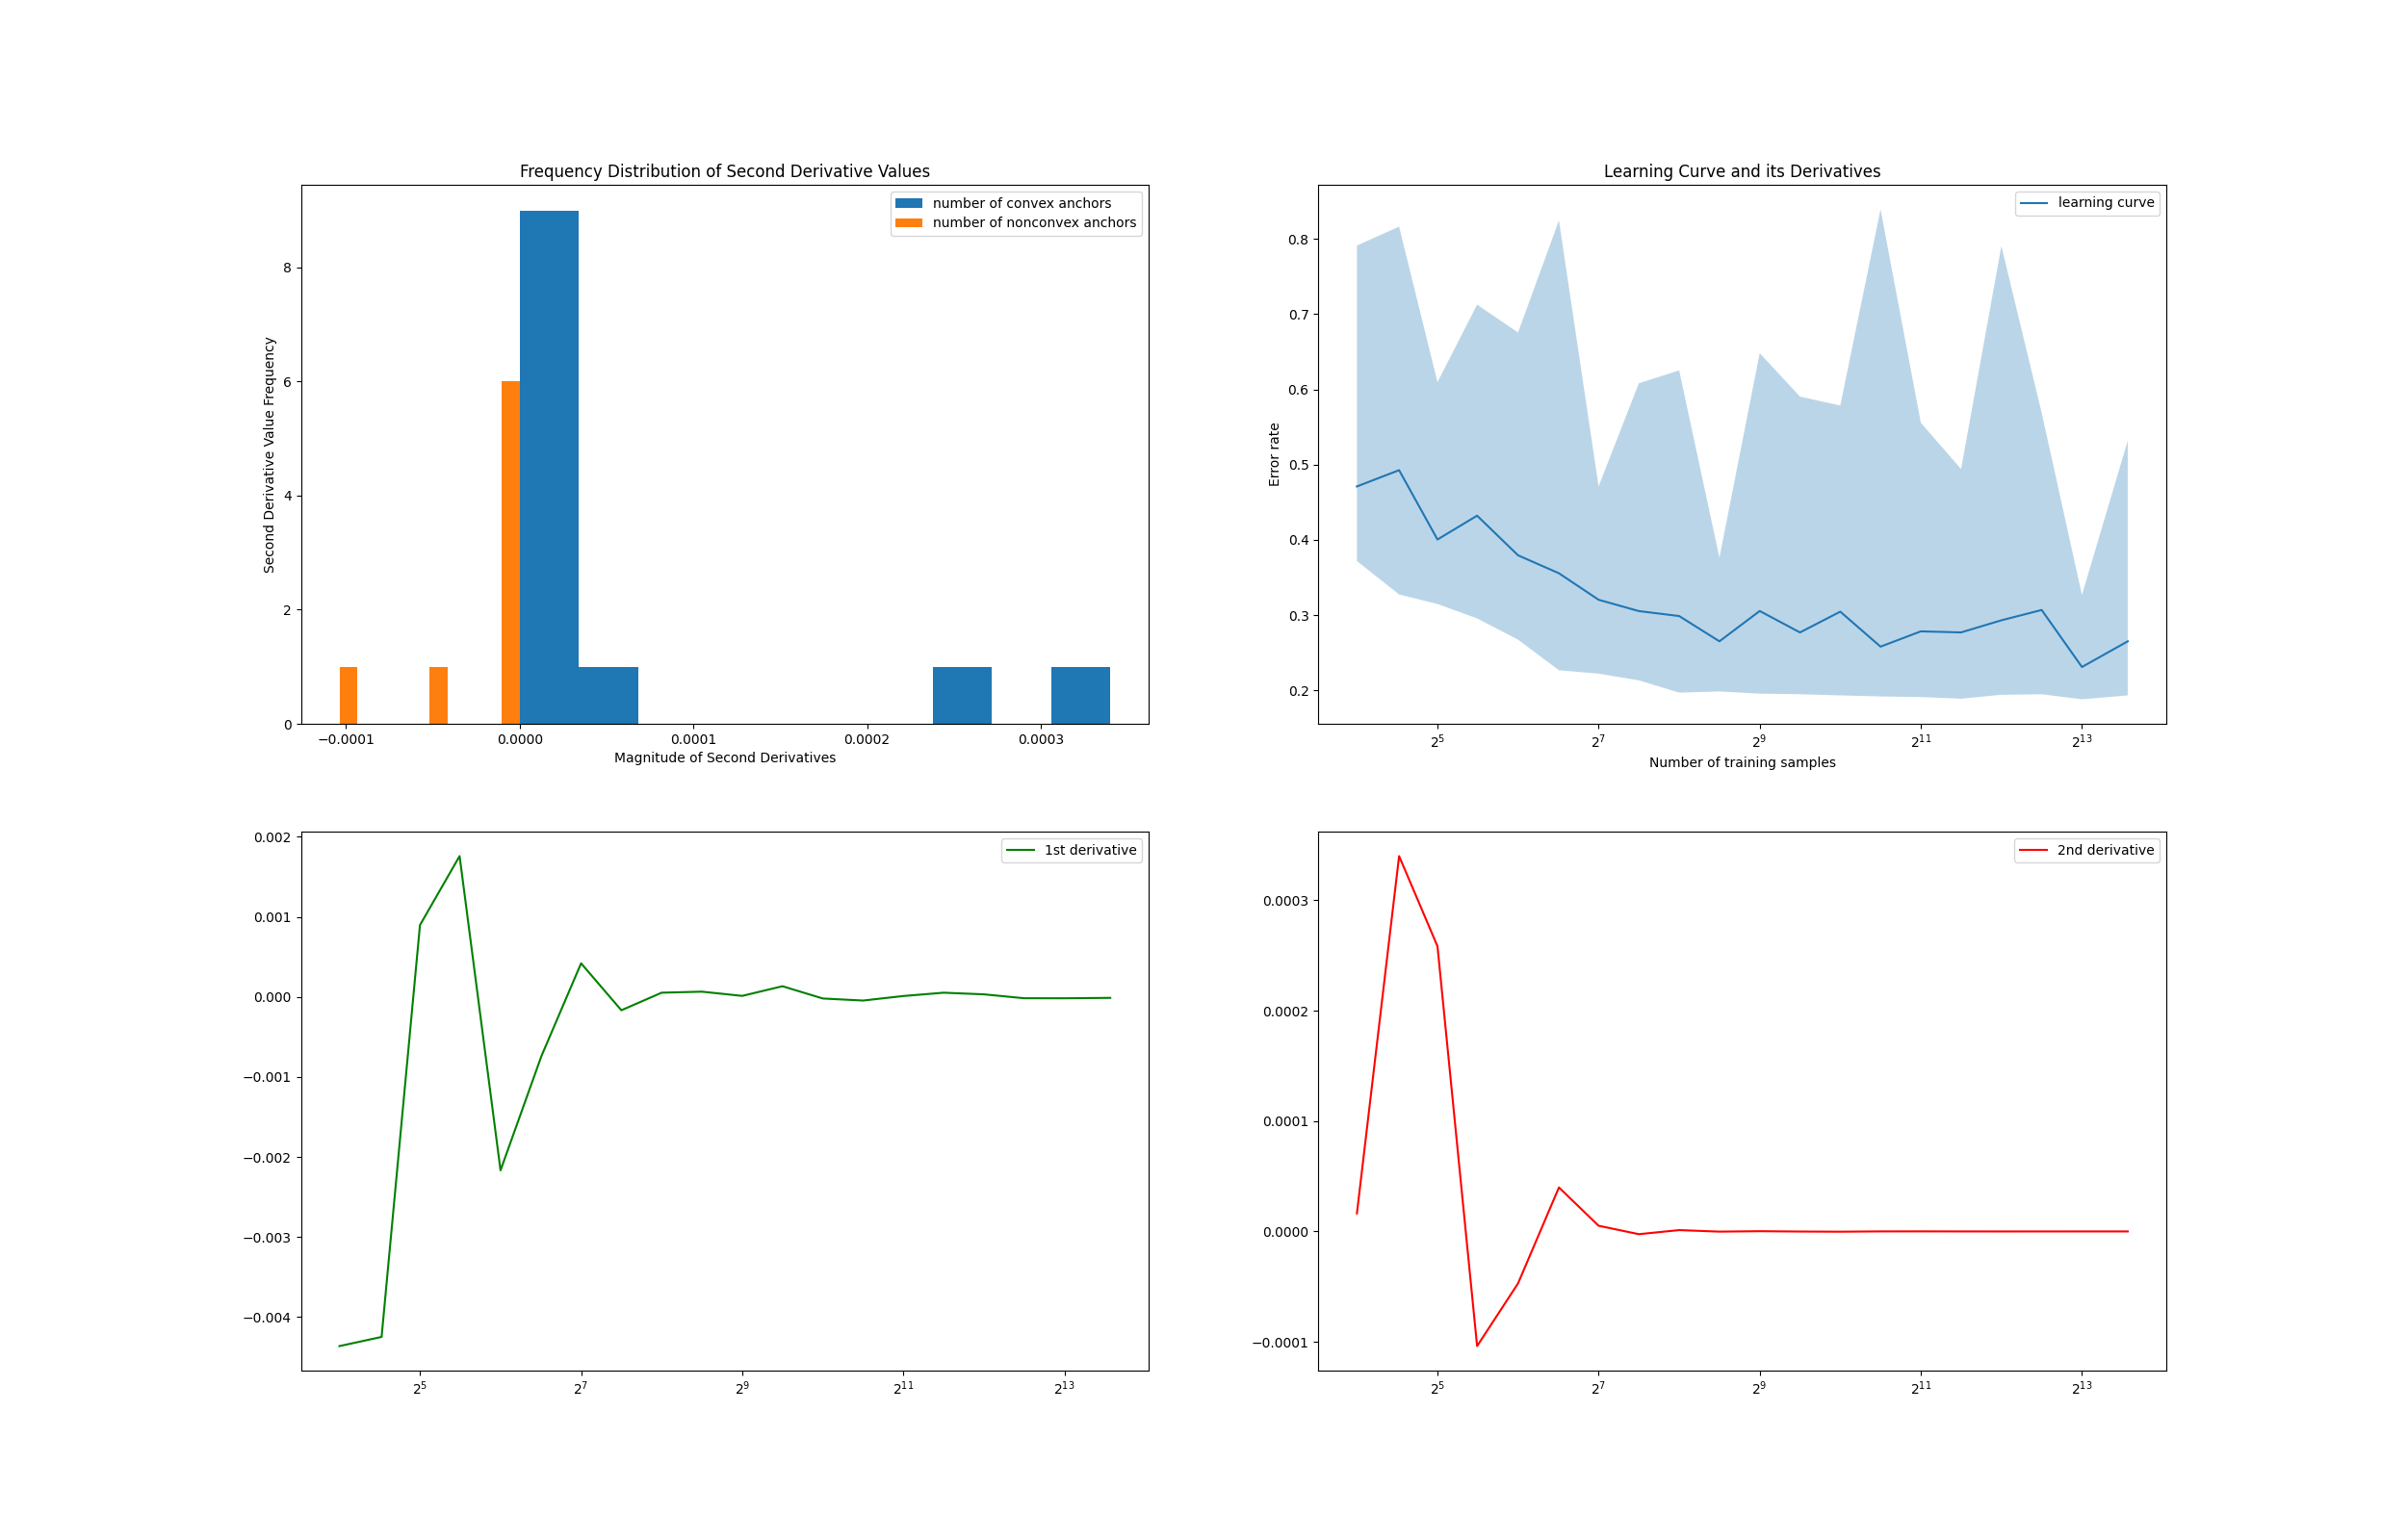 Frequency Distribution of Second Derivative Values
number of convex anchors
number of nonconvex anchors
Second Derivative Value Frequency
8
6
4
2
0
−0.0001 0.0000 0.0001 0.0002 0.0003
Magnitude of Second Derivatives
Learning Curve and its Derivatives
learning curve
Error rate
0.8
0.7
0.6
0.5
0.4
0.3
0.2
2^5 2^7 2^9 2^11 2^13
Number of training samples
1st derivative
0.002
0.001
0.000
−0.001
−0.002
−0.003
−0.004
2^5 2^7 2^9 2^11 2^13
2nd derivative
0.0003
0.0002
0.0001
0.0000
−0.0001
2^5 2^7 2^9 2^11 2^13